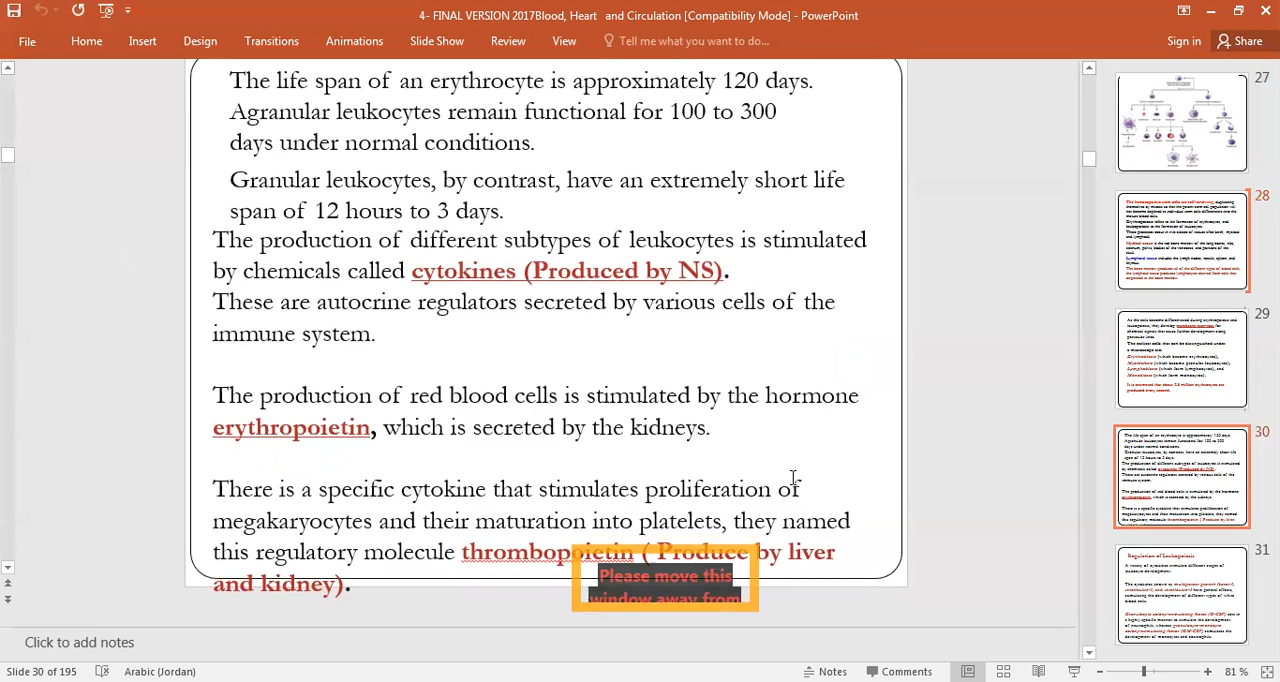 4- FINAL VERSION 2017Blood, Heart   and Circulation [Compatibility Mode] - PowerPoint
File Home Insert Design Transitions Animations Slide Show Review View Tell me what you want to do... Sign in Share
The life span of an erythrocyte is approximately 120 days.
Agranular leukocytes remain functional for 100 to 300
days under normal conditions.
Granular leukocytes, by contrast, have an extremely short life
span of 12 hours to 3 days.
The production of different subtypes of leukocytes is stimulated
by chemicals called cytokines (Produced by NS).
These are autocrine regulators secreted by various cells of the
immune system.
The production of red blood cells is stimulated by the hormone
erythropoietin, which is secreted by the kidneys.
There is a specific cytokine that stimulates proliferation of
megakaryocytes and their maturation into platelets, they named
this regulatory molecule thrombopoietin ( Produce by liver
and kidney).
Please move this
window away from
27
28
29
30
31
Regulation of Leukopoiesis
Click to add notes
Slide 30 of 195 Arabic (Jordan) Notes Comments 81 %